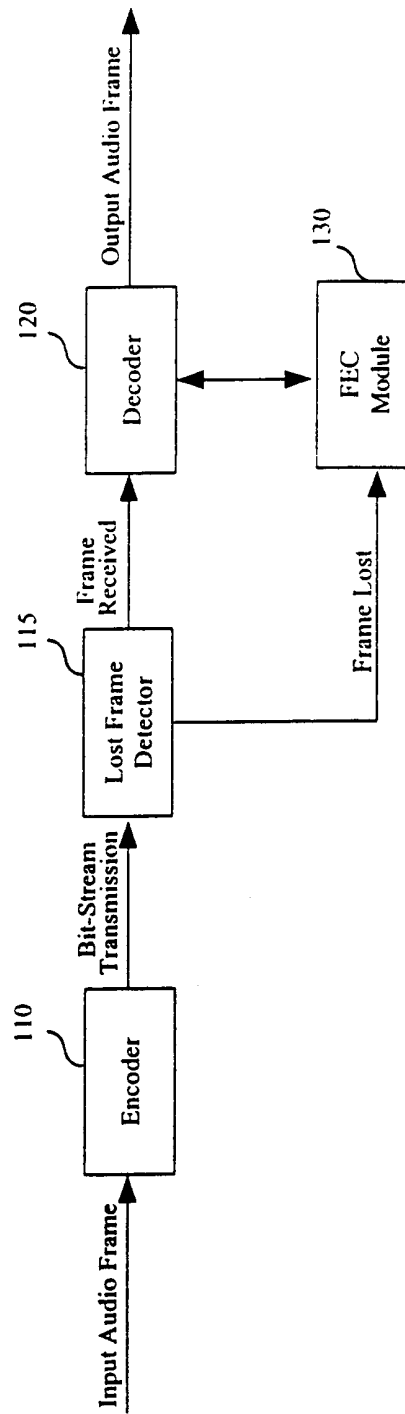 Input Audio Frame
110
Encoder
Bit-Stream
Transmission
115
Lost Frame
Detector
Frame
Received
120
Decoder
Output Audio Frame
Frame Lost
130
FEC
Module